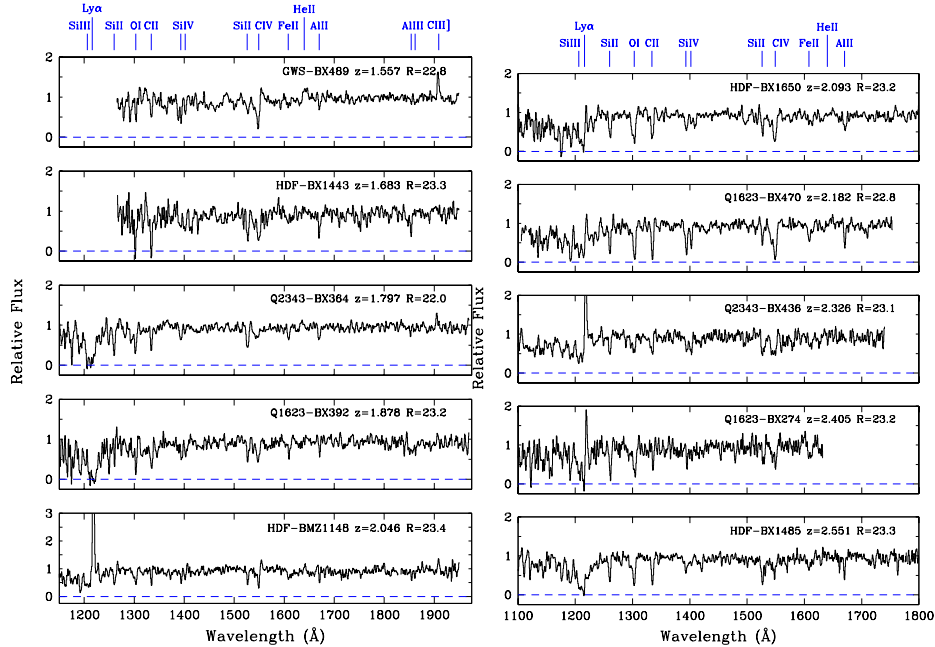 Lyα HeII
SiIII SiII OI CII SiIV SiII CIV FeII AlII AlIII CIII]
2
1
0
GWS-BX489 z=1.557 R=22.8
2
1
0
HDF-BX1443 z=1.683 R=23.3
2
1
0
Q2343-BX364 z=1.797 R=22.0
2
1
0
Q1623-BX392 z=1.878 R=23.2
3
2
1
0
HDF-BMZ1148 z=2.046 R=23.4
Relative Flux
1200 1300 1400 1500 1600 1700 1800 1900
Wavelength (Å)
Lyα HeII
SiIII SiII OI CII SiIV SiII CIV FeII AlII
2
1
0
HDF-BX1650 z=2.093 R=23.2
2
1
0
Q1623-BX470 z=2.182 R=22.8
2
1
0
Q2343-BX436 z=2.326 R=23.1
2
1
0
Q1623-BX274 z=2.405 R=23.2
2
1
0
HDF-BX1485 z=2.551 R=23.3
Relative Flux
1100 1200 1300 1400 1500 1600 1700 1800
Wavelength (Å)